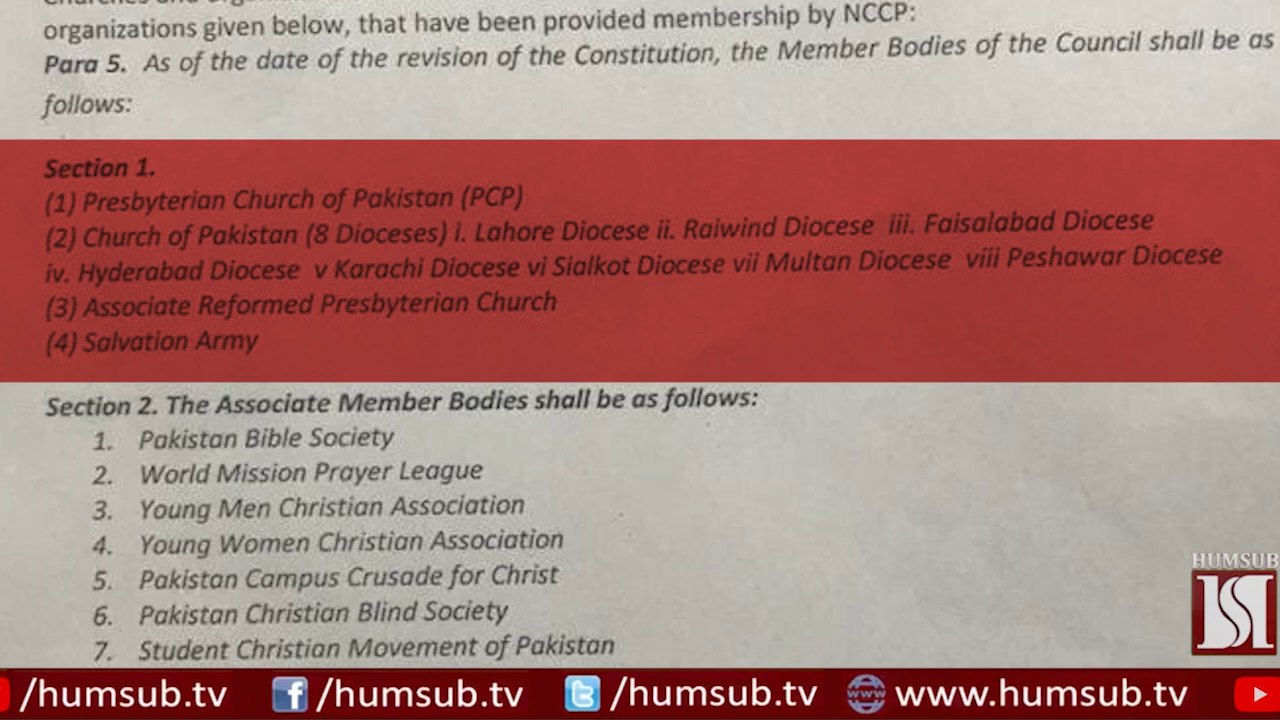 organizations given below, that have been provided membership by NCCP:
Para 5. As of the date of the revision of the Constitution, the Member Bodies of the Council shall be as
follows:
Section 1.
(1) Presbyterian Church of Pakistan (PCP)
(2) Church of Pakistan (8 Dioceses) i. Lahore Diocese ii. Raiwind Diocese iii. Faisalabad Diocese
iv. Hyderabad Diocese v Karachi Diocese vi Sialkot Diocese vii Multan Diocese viii Peshawar Diocese
(3) Associate Reformed Presbyterian Church
(4) Salvation Army
Section 2. The Associate Member Bodies shall be as follows:
1. Pakistan Bible Society
2. World Mission Prayer League
3. Young Men Christian Association
4. Young Women Christian Association
5. Pakistan Campus Crusade for Christ
6. Pakistan Christian Blind Society
7. Student Christian Movement of Pakistan
HUMSUB
/humsub.tv /humsub.tv /humsub.tv www.humsub.tv